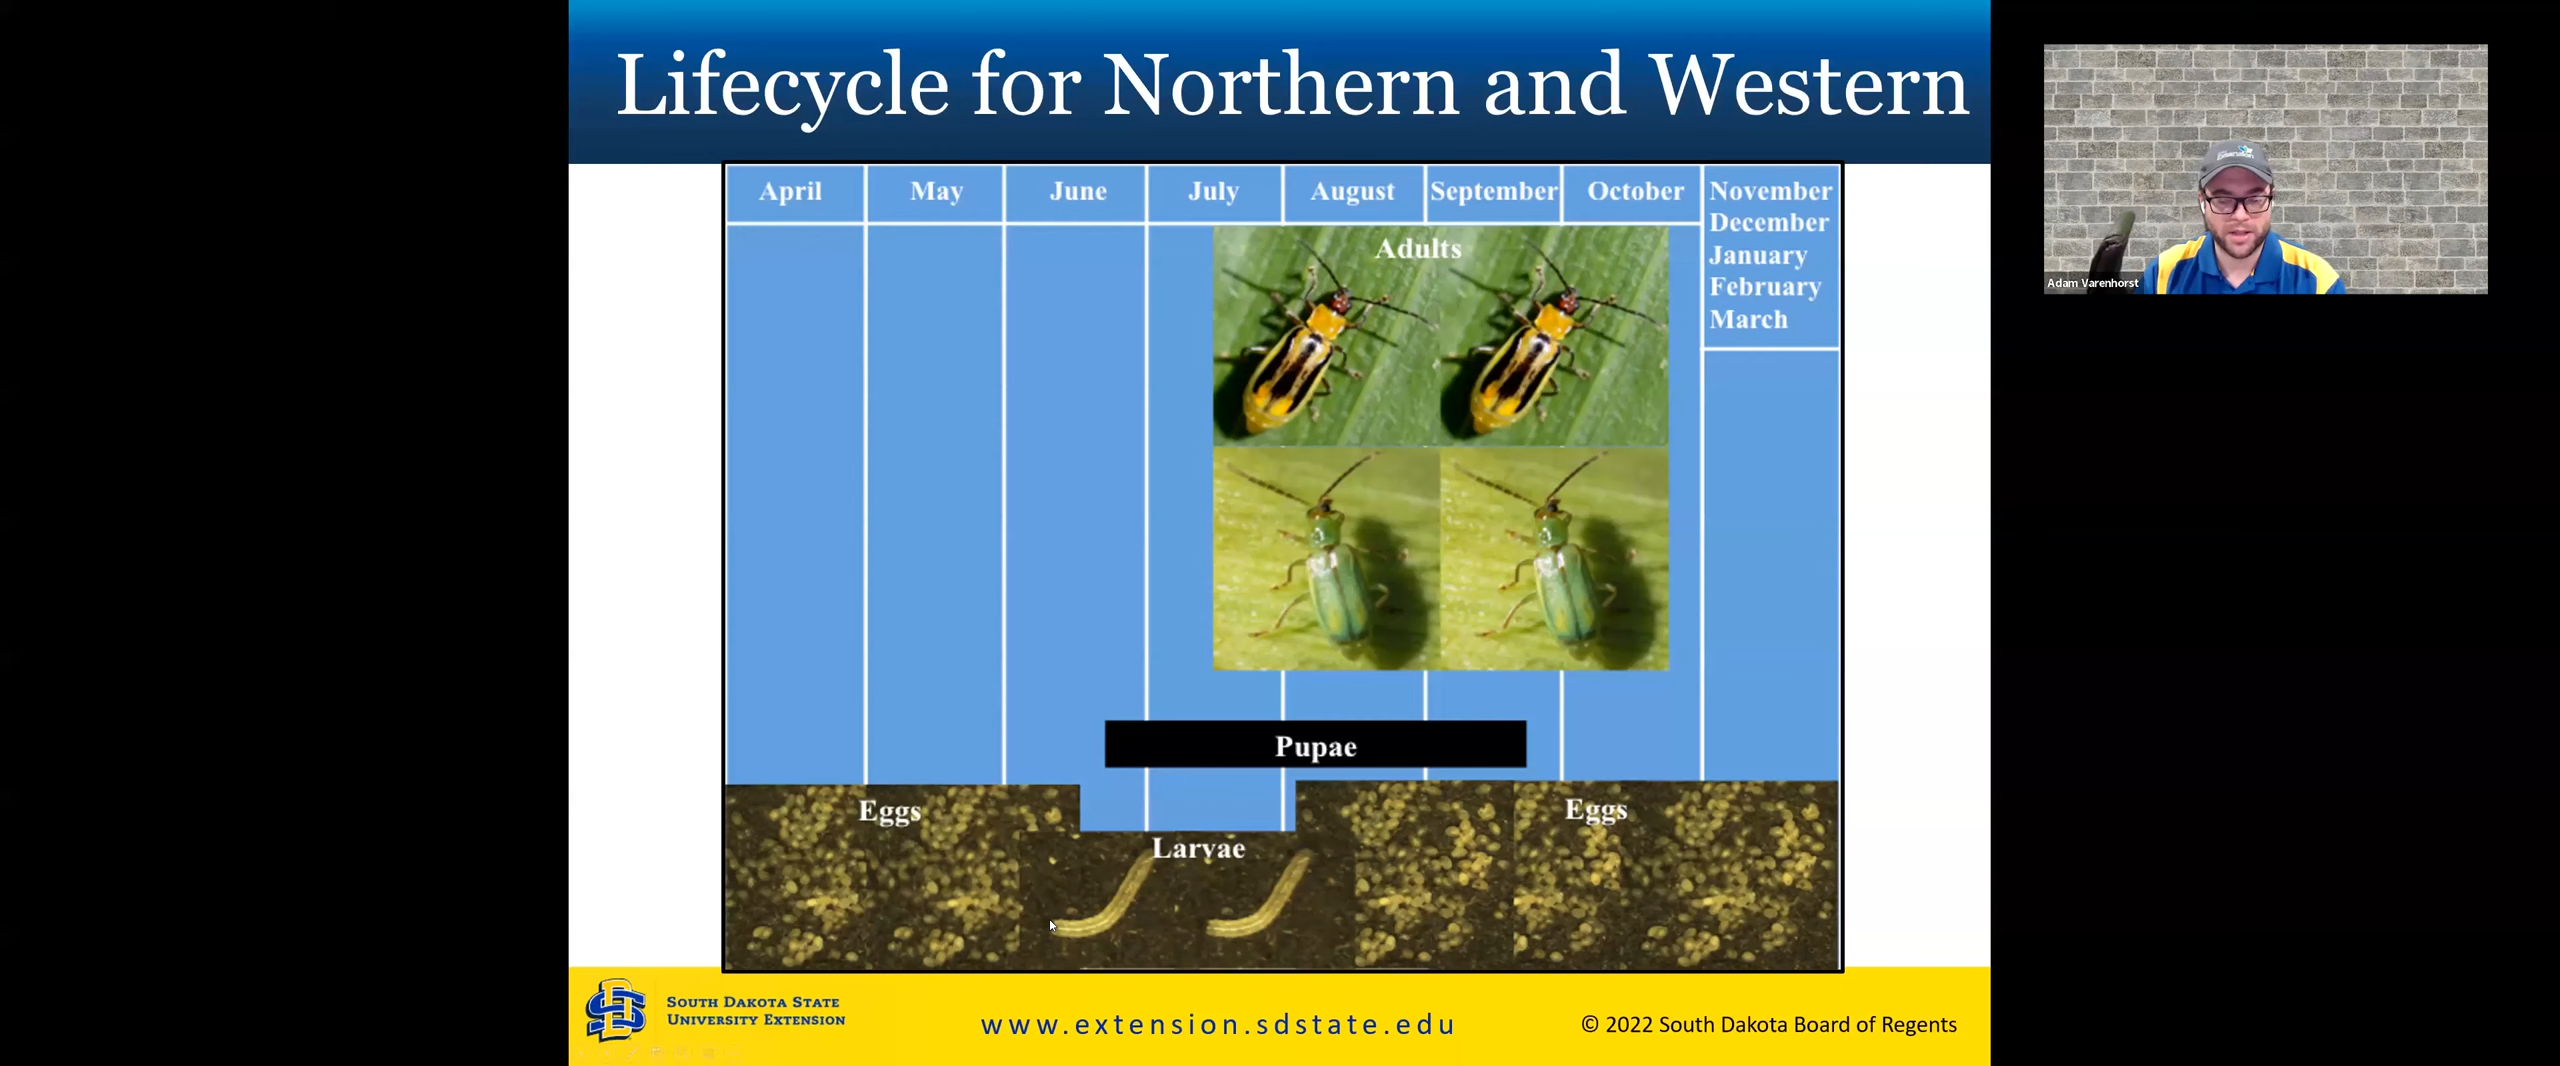 Lifecycle for Northern and Western
April
May
June
July
August
September
October
November
December
January
February
March
Adults
Pupae
Eggs
Eggs
Larvae
Adam Varenhorst
SOUTH DAKOTA STATE
UNIVERSITY EXTENSION
www.extension.sdstate.edu
© 2022 South Dakota Board of Regents